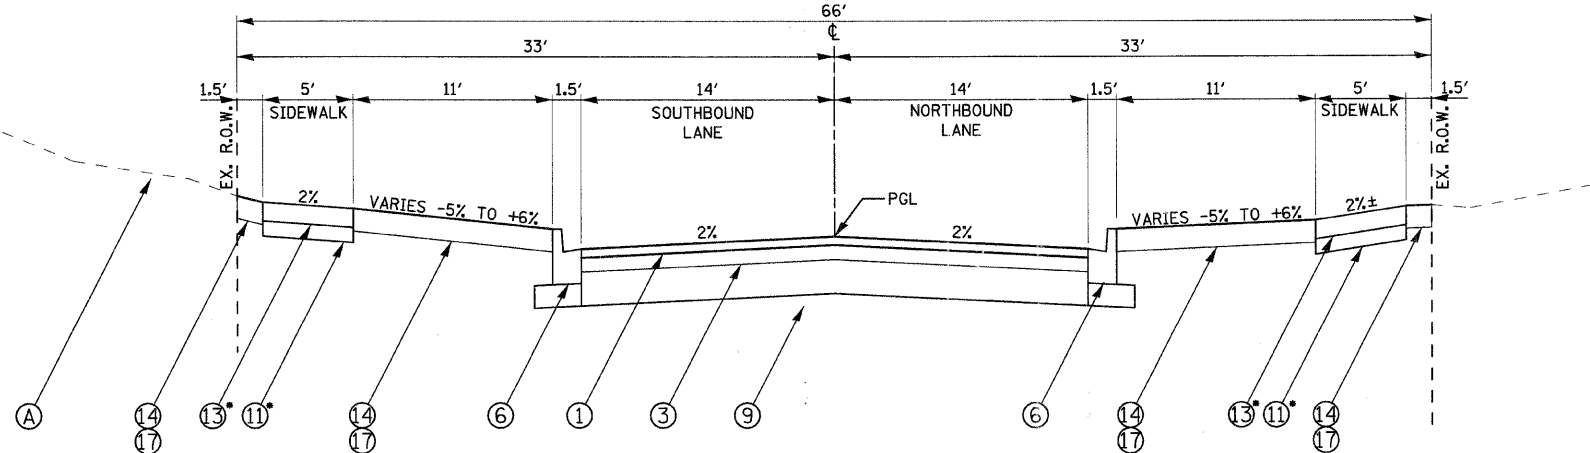 66'
℄
33' 33'
1.5' 5' 11' 1.5' 14' 14' 1.5' 11' 5' 1.5'
SIDEWALK SOUTHBOUND LANE NORTHBOUND LANE SIDEWALK
EX. R.O.W. EX. R.O.W.
2% VARIES -5% TO +6% 2% PGL 2% VARIES -5% TO +6% 2%±
A 14 13* 11* 14 6 1 3 9 6 14 13* 11* 14
17 17 17 17